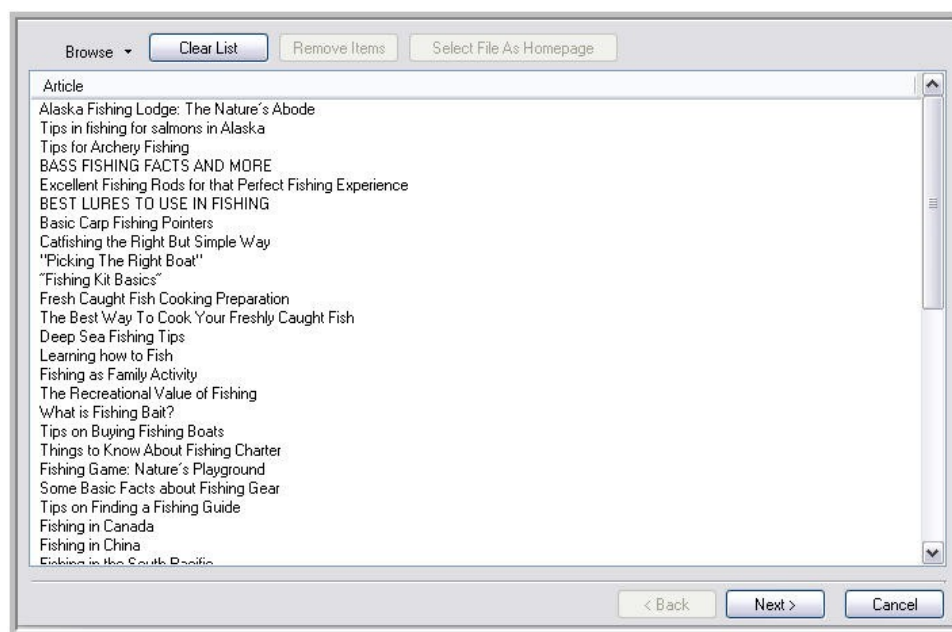 Browse Clear List Remove Items Select File As Homepage
Article
Alaska Fishing Lodge: The Nature´s Abode
Tips in fishing for salmons in Alaska
Tips for Archery Fishing
BASS FISHING FACTS AND MORE
Excellent Fishing Rods for that Perfect Fishing Experience
BEST LURES TO USE IN FISHING
Basic Carp Fishing Pointers
Catfishing the Right But Simple Way
"Picking The Right Boat"
˝Fishing Kit Basics˝
Fresh Caught Fish Cooking Preparation
The Best Way To Cook Your Freshly Caught Fish
Deep Sea Fishing Tips
Learning how to Fish
Fishing as Family Activity
The Recreational Value of Fishing
What is Fishing Bait?
Tips on Buying Fishing Boats
Things to Know About Fishing Charter
Fishing Game: Nature´s Playground
Some Basic Facts about Fishing Gear
Tips on Finding a Fishing Guide
Fishing in Canada
Fishing in China
Fishing in the South Pacific
< Back Next > Cancel